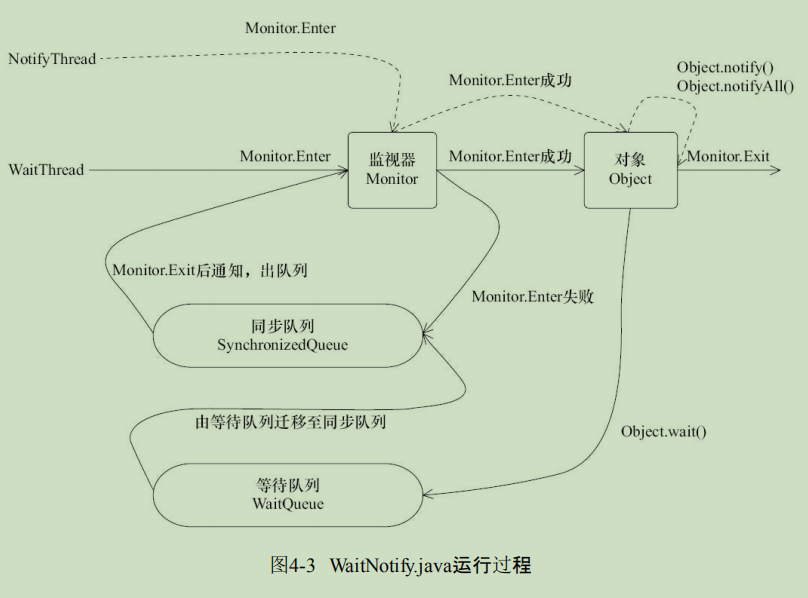 Monitor.Enter
NotifyThread
Object.notify()
Object.notifyAll()
Monitor.Enter成功
WaitThread
Monitor.Enter
监视器
Monitor
Monitor.Enter成功
对象
Object
Monitor.Exit
Monitor.Exit后通知，出队列
Monitor.Enter失败
同步队列
SynchronizedQueue
由等待队列迁移至同步队列
Object.wait()
等待队列
WaitQueue
图4-3 WaitNotify.java运行过程